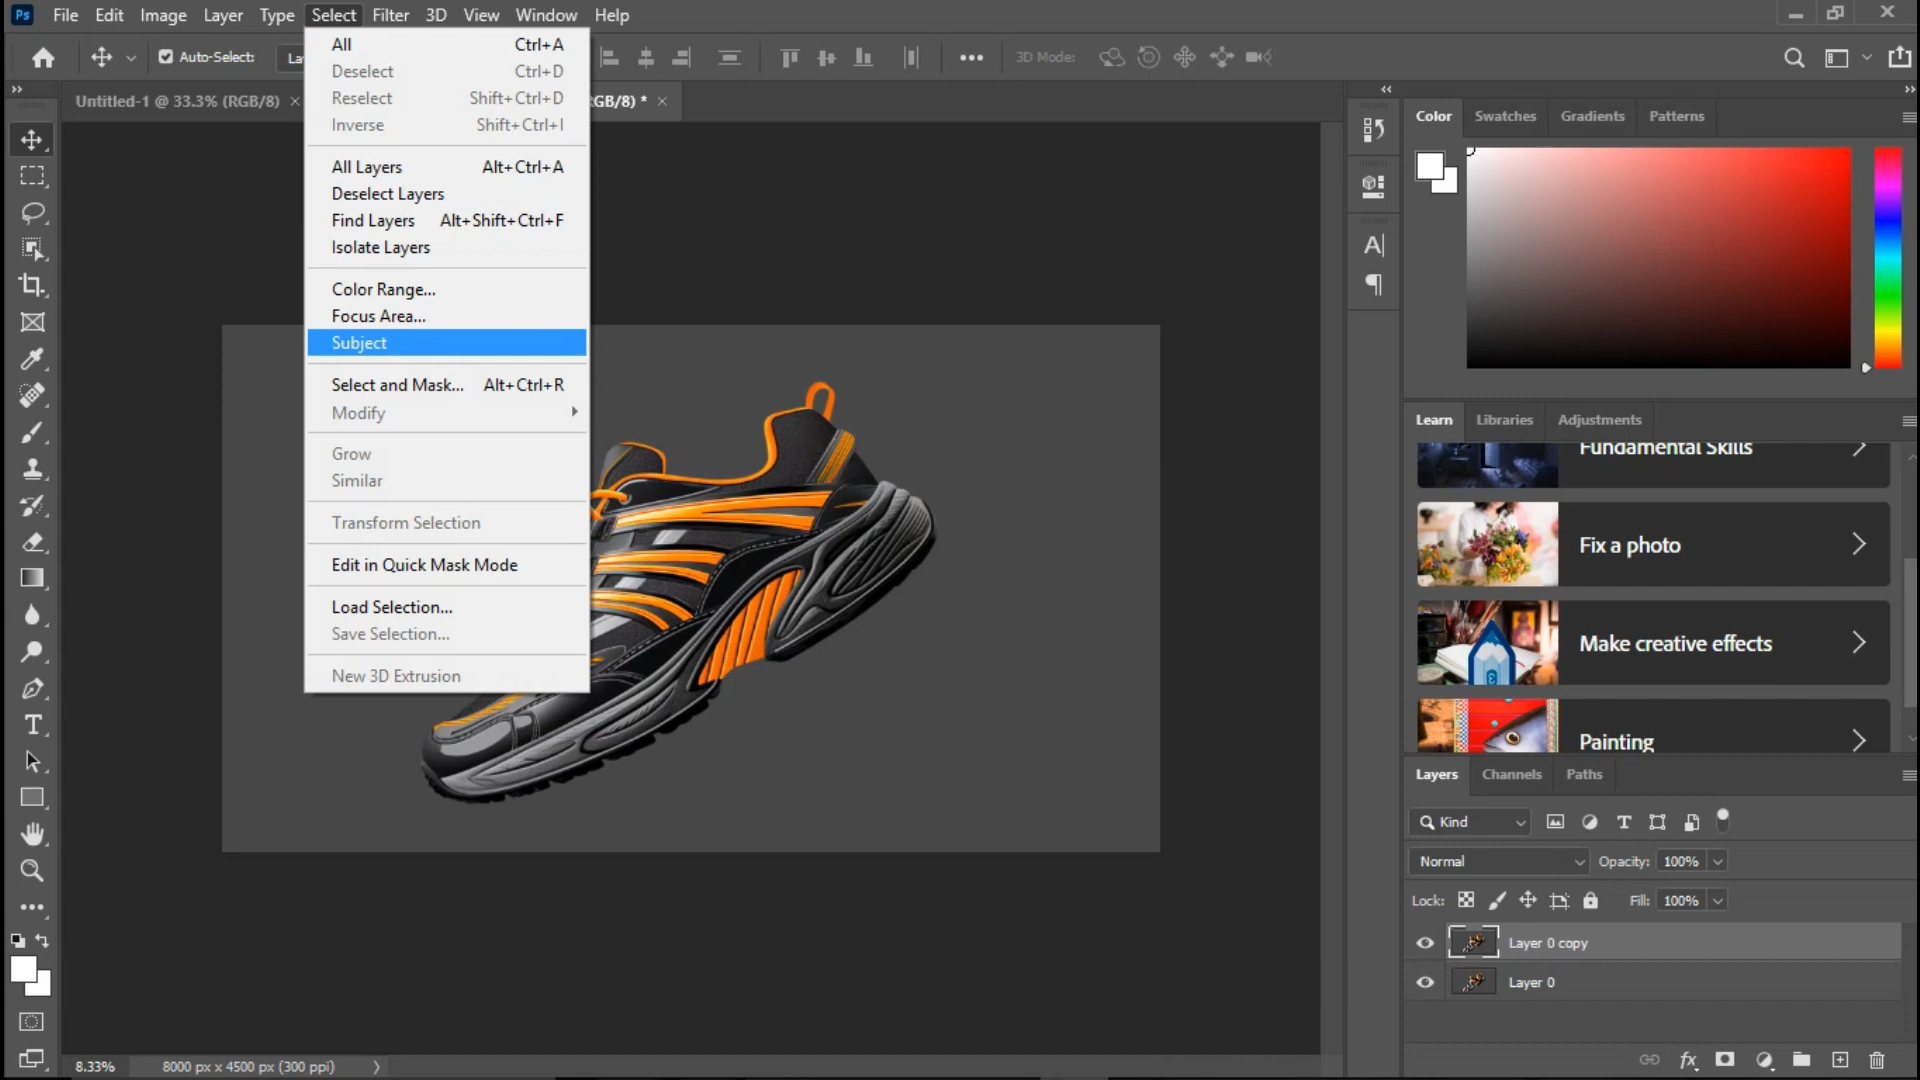 Ps File Edit Image Layer Type Select Filter 3D View Window Help
Auto-Select: La 3D Mode:
Untitled-1 @ 33.3% (RGB/8) × GB/8) * ×
All Ctrl+A
Deselect Ctrl+D
Reselect Shift+Ctrl+D
Inverse Shift+Ctrl+I
All Layers Alt+Ctrl+A
Deselect Layers
Find Layers Alt+Shift+Ctrl+F
Isolate Layers
Color Range...
Focus Area...
Subject
Select and Mask... Alt+Ctrl+R
Modify
Grow
Similar
Transform Selection
Edit in Quick Mask Mode
Load Selection...
Save Selection...
New 3D Extrusion
Color Swatches Gradients Patterns
Learn Libraries Adjustments
Fundamental Skills
Fix a photo
Make creative effects
Painting
Layers Channels Paths
Kind
Normal Opacity: 100%
Lock: Fill: 100%
Layer 0 copy
Layer 0
8.33% 8000 px x 4500 px (300 ppi)